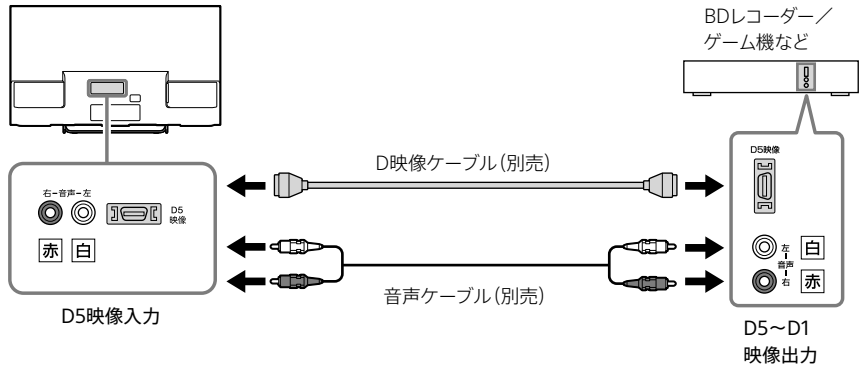 BDレコーダー／
ゲーム機など
D5映像
D映像ケーブル（別売）
右-音声-左
D5
映像
左
音声
右
白
赤
赤 白
音声ケーブル（別売）
D5映像入力
D5～D1
映像出力